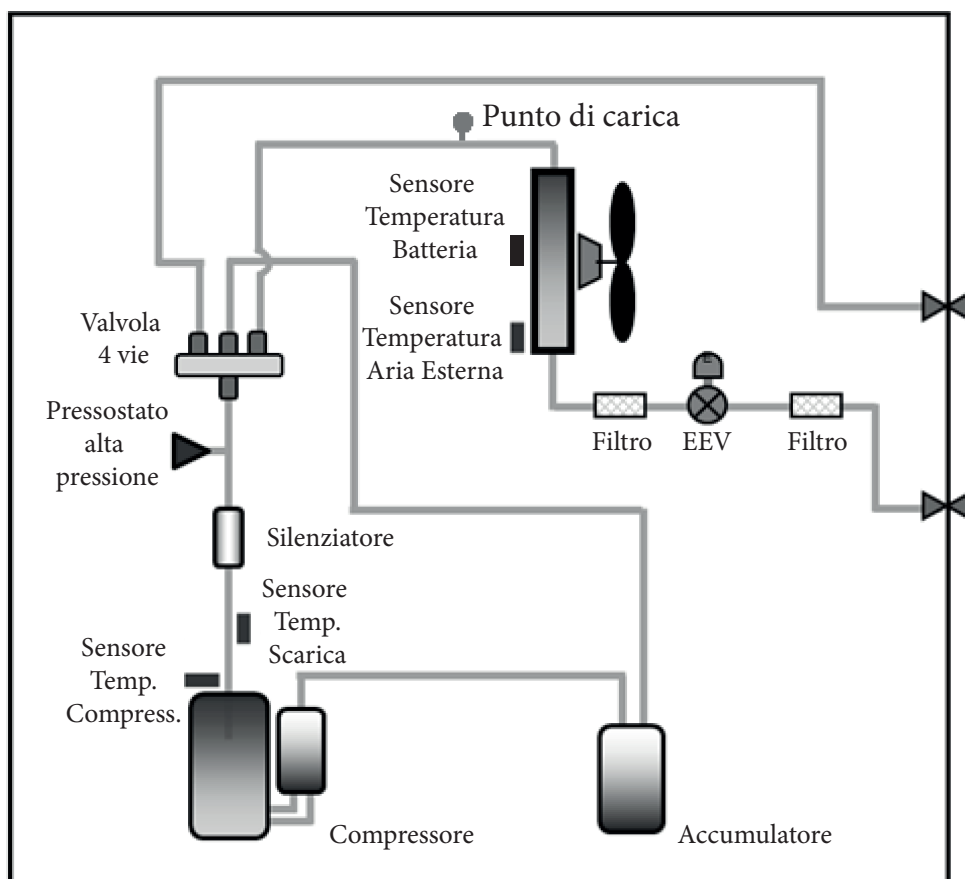 Punto di carica
Sensore
Temperatura
Batteria
Sensore
Temperatura
Aria Esterna
Valvola
4 vie
E
Filtro
EEV
Filtro
Pressostato
alta
pressione
Silenziatore
Sensore
Temp.
Scarica
Sensore
Temp.
Compress.
Compressore
Accumulatore